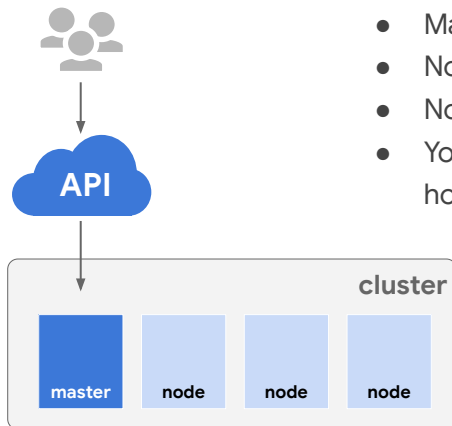 ● Ma
● No
● No
● Yo
ho
API
cluster
master
node
node
node